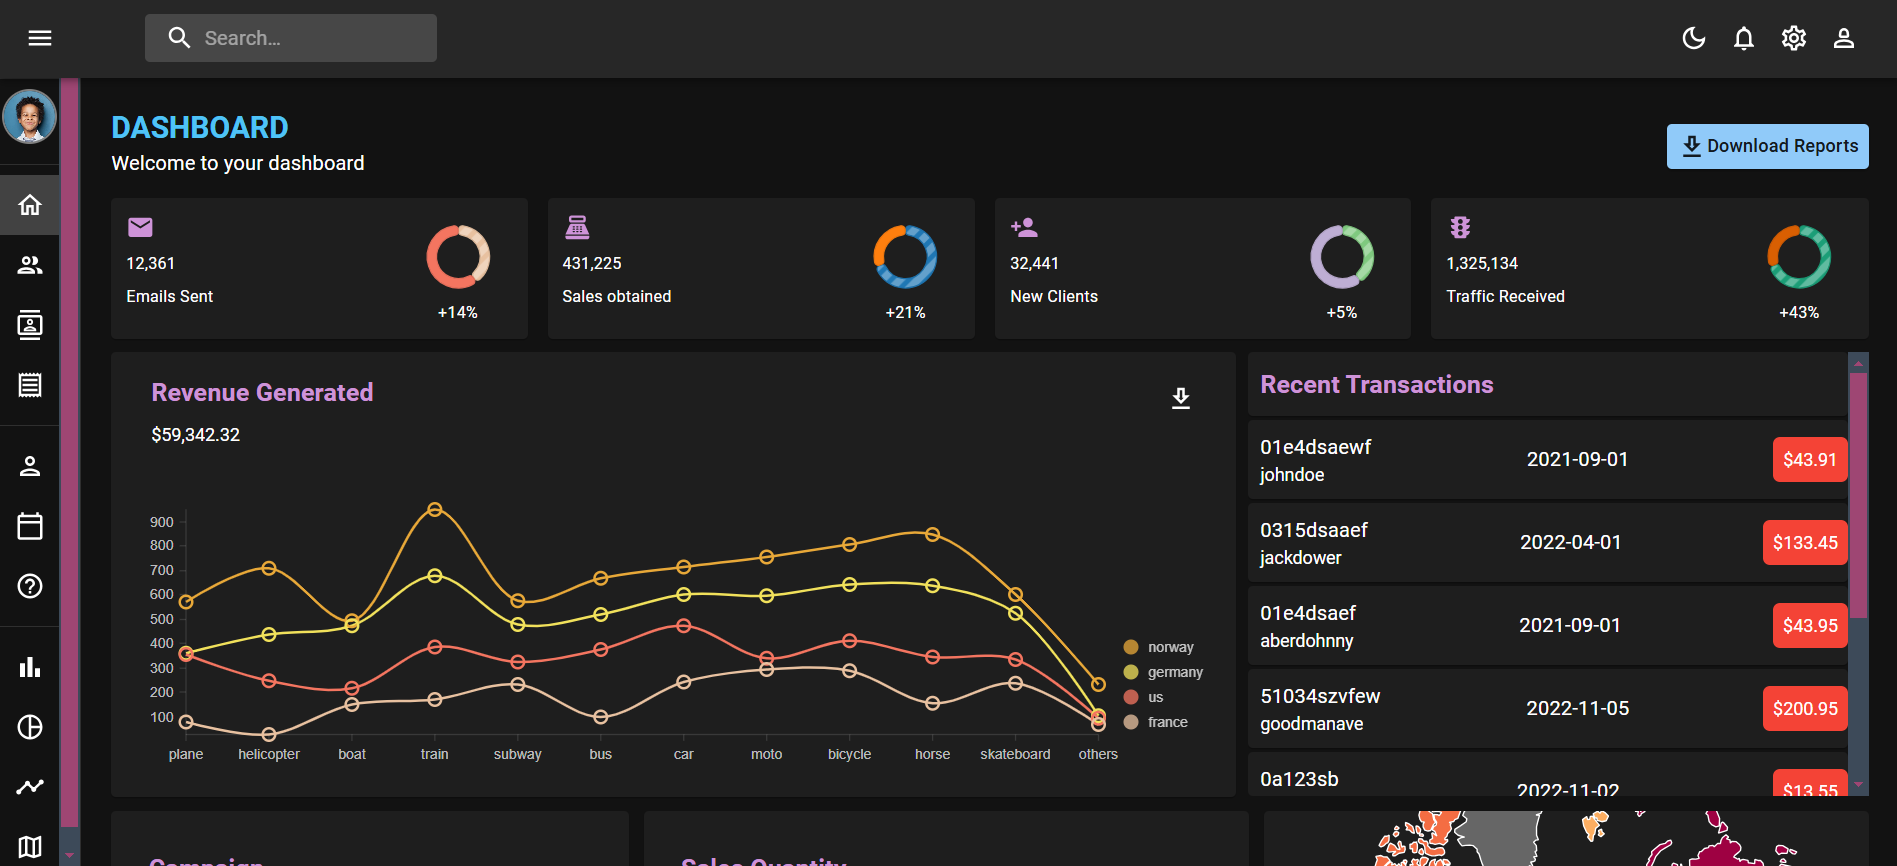 Search...
DASHBOARD
Welcome to your dashboard
Download Reports
12,361
Emails Sent
+14%
431,225
Sales obtained
+21%
32,441
New Clients
+5%
1,325,134
Traffic Received
+43%
Revenue Generated
$59,342.32
900
800
700
600
500
400
300
200
100
plane helicopter boat train subway bus car moto bicycle horse skateboard others
norway
germany
us
france
Recent Transactions
01e4dsaewf
johndoe
2021-09-01
$43.91
0315dsaaef
jackdower
2022-04-01
$133.45
01e4dsaef
aberdohnny
2021-09-01
$43.95
51034szvfew
goodmanave
2022-11-05
$200.95
0a123sb
2022-11-02
$13.55
Campaign
Sales Quantity